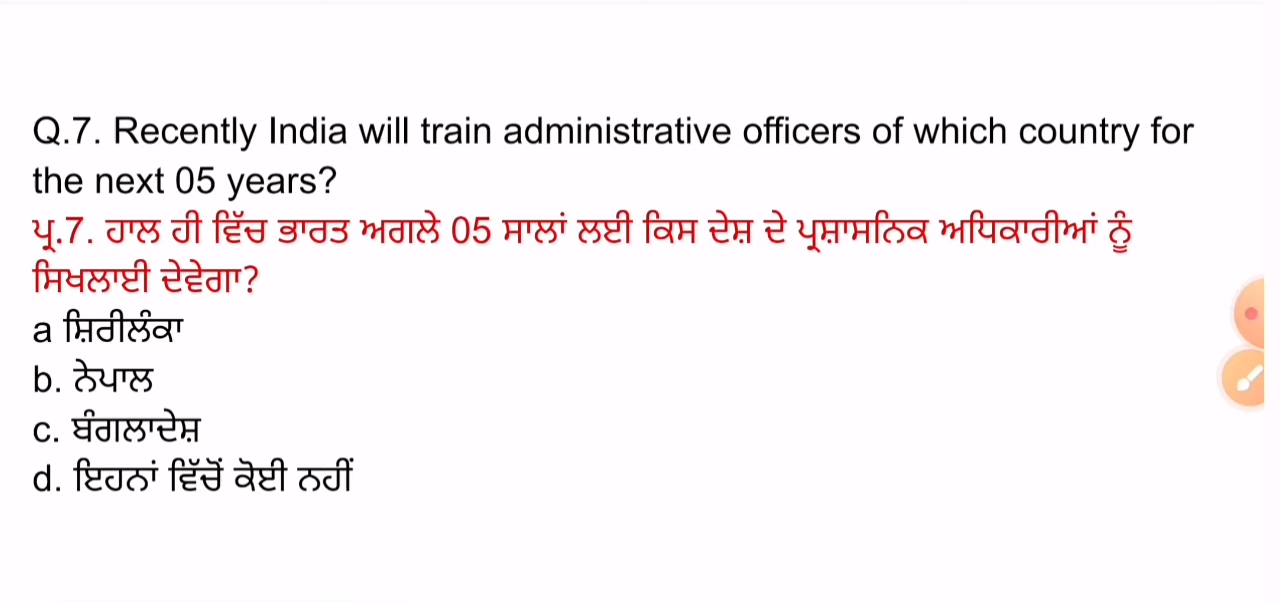 Q.7. Recently India will train administrative officers of which country for
the next 05 years?
ਪ੍ਰ.7. ਹਾਲ ਹੀ ਵਿੱਚ ਭਾਰਤ ਅਗਲੇ 05 ਸਾਲਾਂ ਲਈ ਕਿਸ ਦੇਸ਼ ਦੇ ਪ੍ਰਸ਼ਾਸਨਿਕ ਅਧਿਕਾਰੀਆਂ ਨੂੰ
ਸਿਖਲਾਈ ਦੇਵੇਗਾ?
a ਸ਼ਿਰੀਲੰਕਾ
b. ਨੇਪਾਲ
c. ਬੰਗਲਾਦੇਸ਼
d. ਇਹਨਾਂ ਵਿੱਚੋਂ ਕੋਈ ਨਹੀਂ